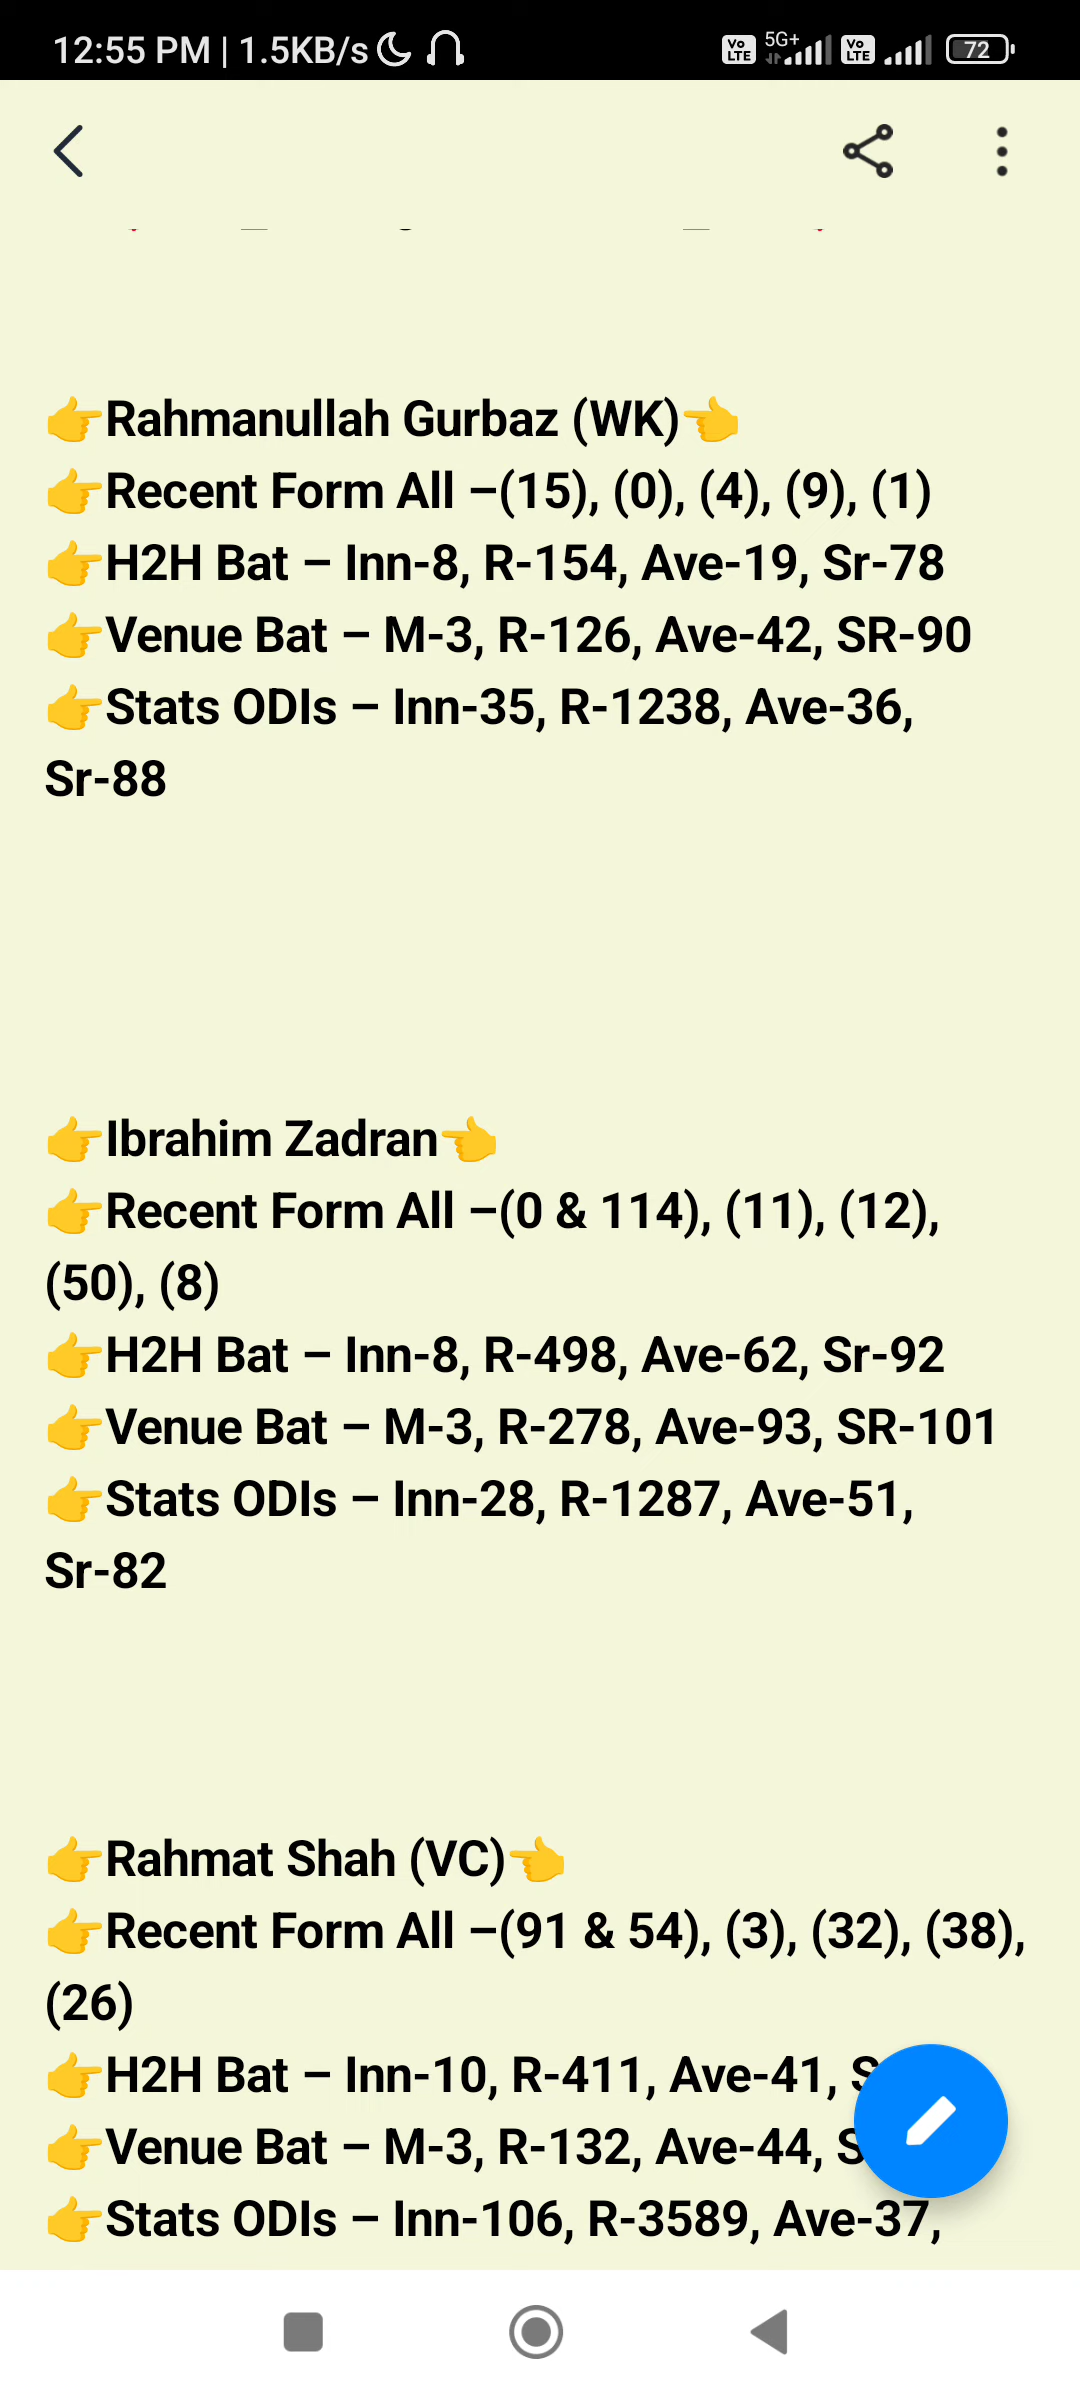 12:55 PM | 1.5KB/s Vo LTE 5G+ Vo LTE 72
👉Rahmanullah Gurbaz (WK)👈
👉Recent Form All –(15), (0), (4), (9), (1)
👉H2H Bat – Inn-8, R-154, Ave-19, Sr-78
👉Venue Bat – M-3, R-126, Ave-42, SR-90
👉Stats ODIs – Inn-35, R-1238, Ave-36,
Sr-88
👉Ibrahim Zadran👈
👉Recent Form All –(0 & 114), (11), (12),
(50), (8)
👉H2H Bat – Inn-8, R-498, Ave-62, Sr-92
👉Venue Bat – M-3, R-278, Ave-93, SR-101
👉Stats ODIs – Inn-28, R-1287, Ave-51,
Sr-82
👉Rahmat Shah (VC)👈
👉Recent Form All –(91 & 54), (3), (32), (38),
(26)
👉H2H Bat – Inn-10, R-411, Ave-41,
👉Venue Bat – M-3, R-132, Ave-44,
👉Stats ODIs – Inn-106, R-3589, Ave-37,